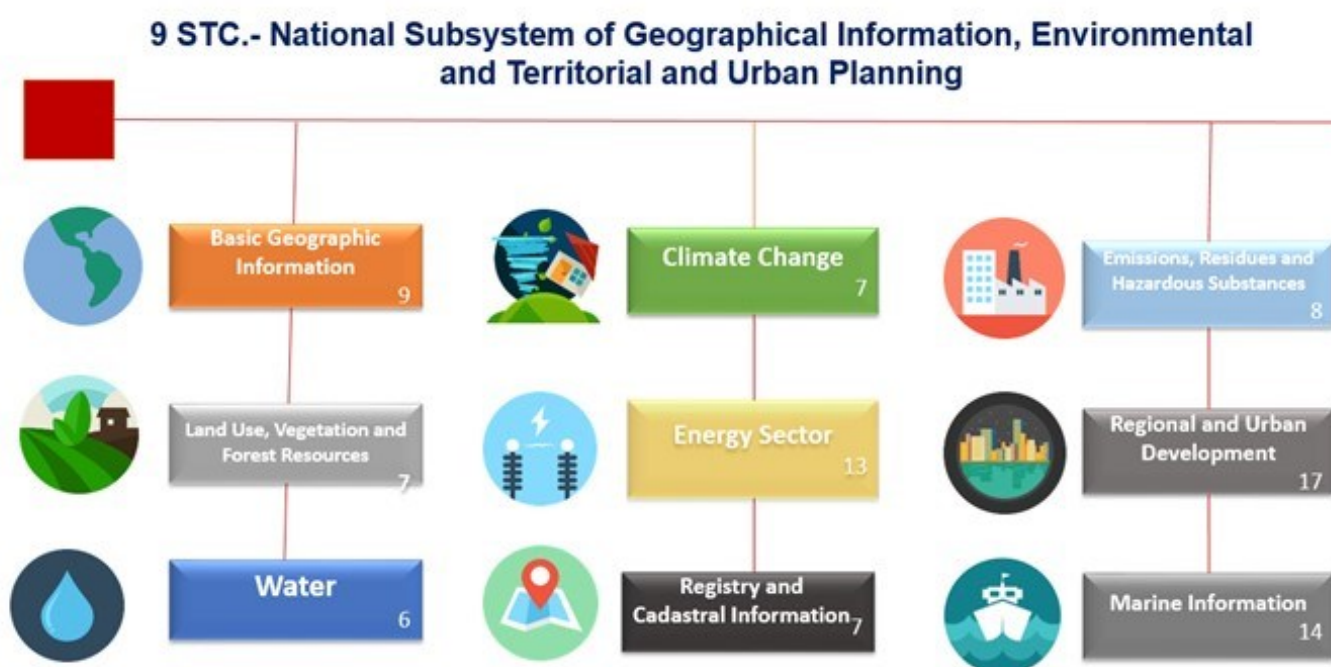 9 STC.- National Subsystem of Geographical Information, Environmental
and Territorial and Urban Planning
Basic Geographic
Information
9
Climate Change
7
Emissions, Residues and
Hazardous Substances
8
Land Use, Vegetation and
Forest Resources
7
Energy Sector
13
Regional and Urban
Development
17
Water
6
Registry and
Cadastral Information 7
Marine Information
14